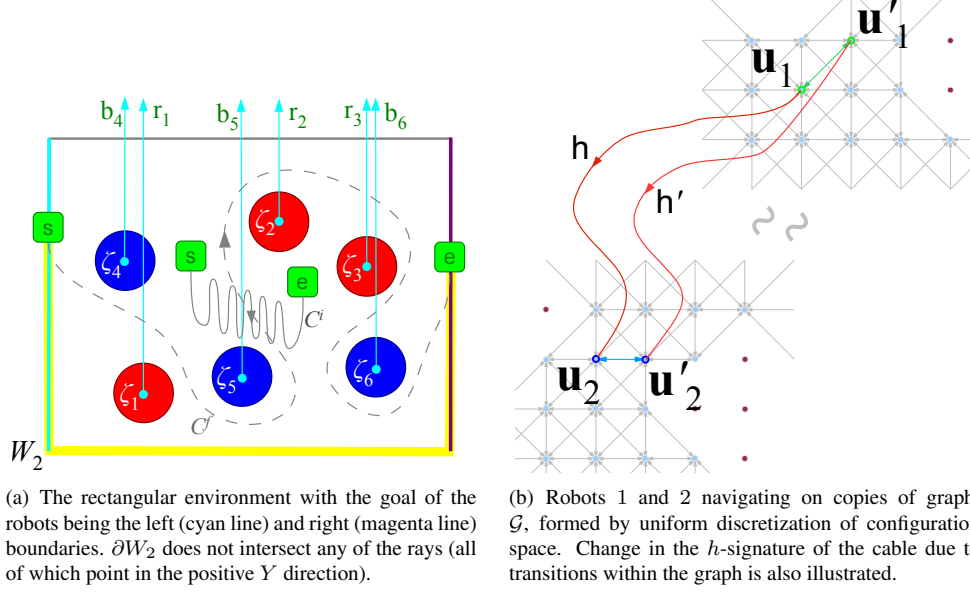 b₄ r₁ b₅ r₂ r₃ b₆
s ζ₄ s ζ₂ e ζ₃ e
Cⁱ
ζ₁ ζ₅ ζ₆
Cᶠ
W₂
(a) The rectangular environment with the goal of the
robots being the left (cyan line) and right (magenta line)
boundaries. ∂W₂ does not intersect any of the rays (all
of which point in the positive Y direction).
u′₁
u₁
h
h′
u₂ u′₂
(b) Robots 1 and 2 navigating on copies of graph
𝒢, formed by uniform discretization of configuratio
space. Change in the h-signature of the cable due t
transitions within the graph is also illustrated.